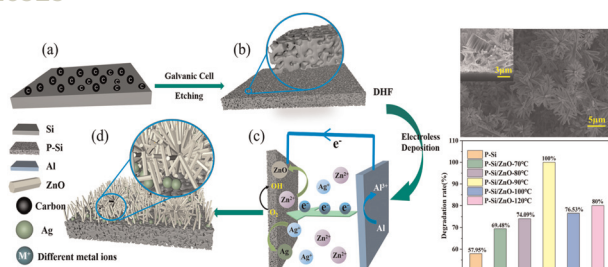 (a)
Galvanic Cell
Etching
(b)
DHF
Electroless
Deposition
Si
P-Si
Al
ZnO
Carbon
Ag
M⁺
Different metal ions
(d)
(c)
e⁻
ZnO
Zn²⁺
Ag⁺
OH⁻
Zn²⁺
O₂
Ag⁺
e⁻ e⁻ e⁻
Al³⁺
Al
Zn²⁺
Ag
Ag⁺
Zn²⁺
3μm
5μm
Degradation rate(%)
110
100
90
80
70
60
P-Si
P-Si/ZnO-70°C
P-Si/ZnO-80°C
P-Si/ZnO-90°C
P-Si/ZnO-100°C
P-Si/ZnO-120°C
57.95%
69.48%
74.09%
100%
76.53%
80%